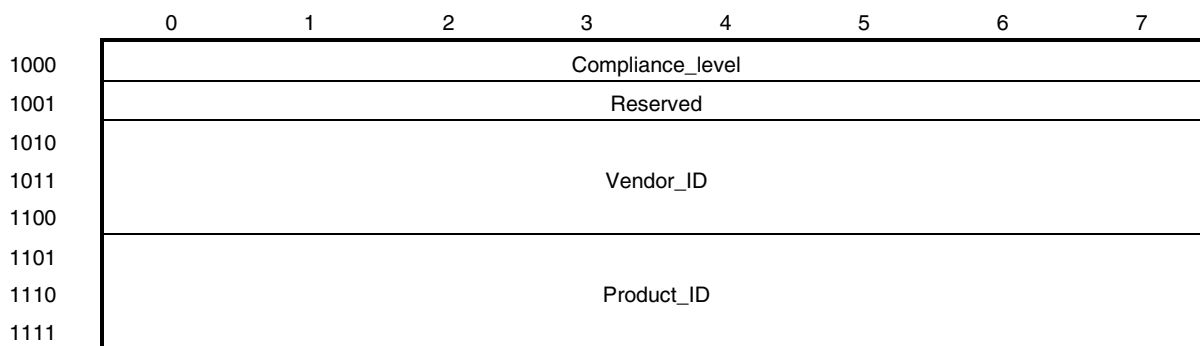 0 1 2 3 4 5 6 7
1000 Compliance_level
1001 Reserved
1010
1011 Vendor_ID
1100
1101
1110 Product_ID
1111